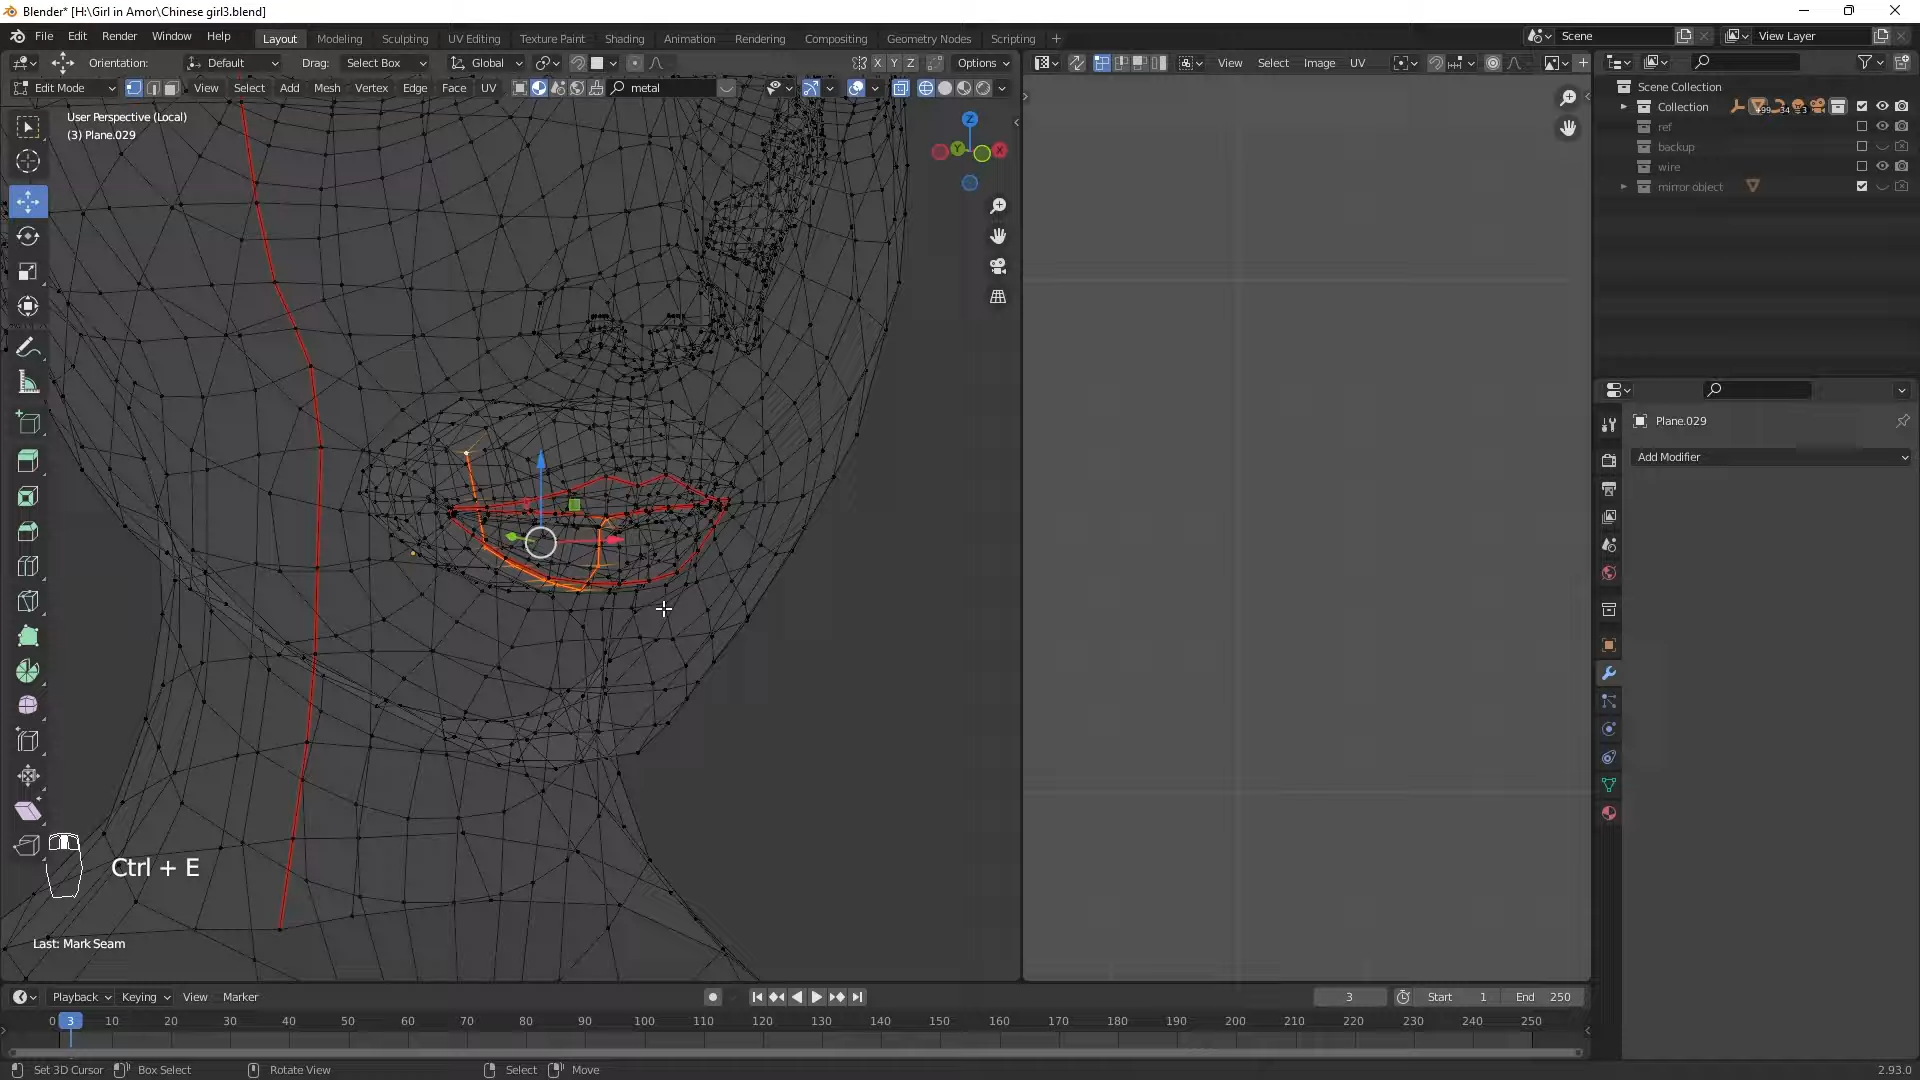 Blender* [H:\Girl in Amor\Chinese girl3.blend]
File Edit Render Window Help Layout Modeling Sculpting UV Editing Texture Paint Shading Animation Rendering Compositing Geometry Nodes Scripting + Scene View Layer
Orientation: Default Drag: Select Box Global X Y Z Options View Select Image UV
Edit Mode View Select Add Mesh Vertex Edge Face UV metal
User Perspective (Local)
(3) Plane.029
Z
Y X
Scene Collection
Collection
ref
backup
wire
mirror object
Plane.029
Add Modifier
Ctrl + E
Last: Mark Seam
Playback Keying View Marker 3 Start 1 End 250
0 3 10 20 30 40 50 60 70 80 90 100 110 120 130 140 150 160 170 180 190 200 210 220 230 240 250
Set 3D Cursor Box Select Rotate View Select Move 2.93.0